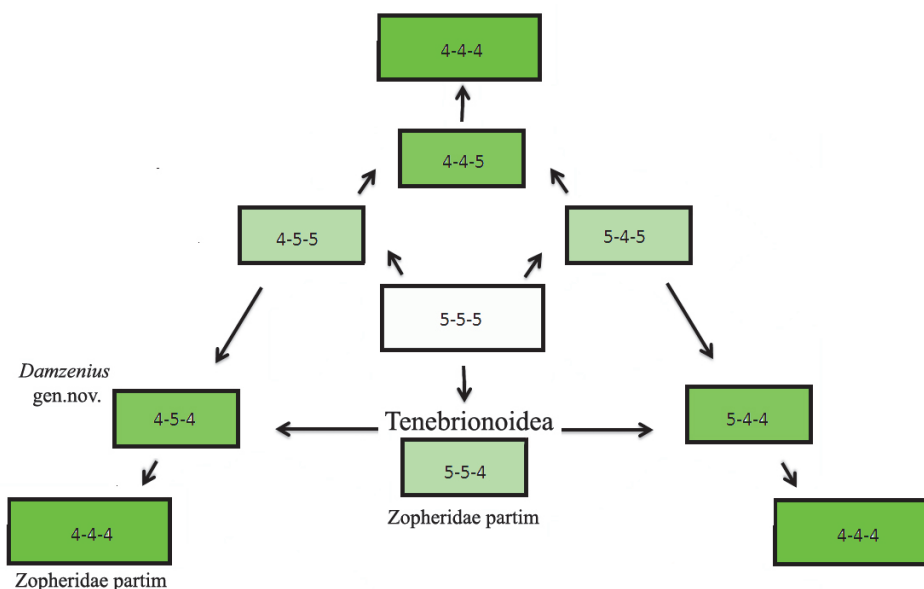 4-4-4
4-4-5
4-5-5
5-4-5
5-5-5
Damzenius
gen.nov.
4-5-4
Tenebrionoidea
5-5-4
Zopheridae partim
5-4-4
4-4-4
Zopheridae partim
4-4-4